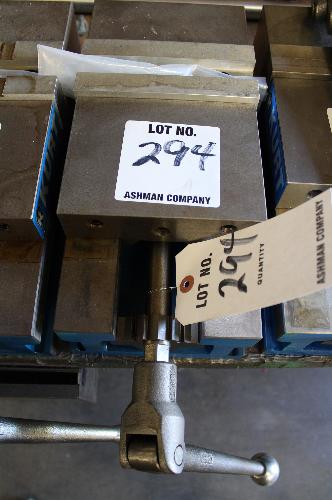 LOT NO.
294
ASHMAN COMPANY
LOT NO.
294
QUANTITY
ASHMAN COMPANY